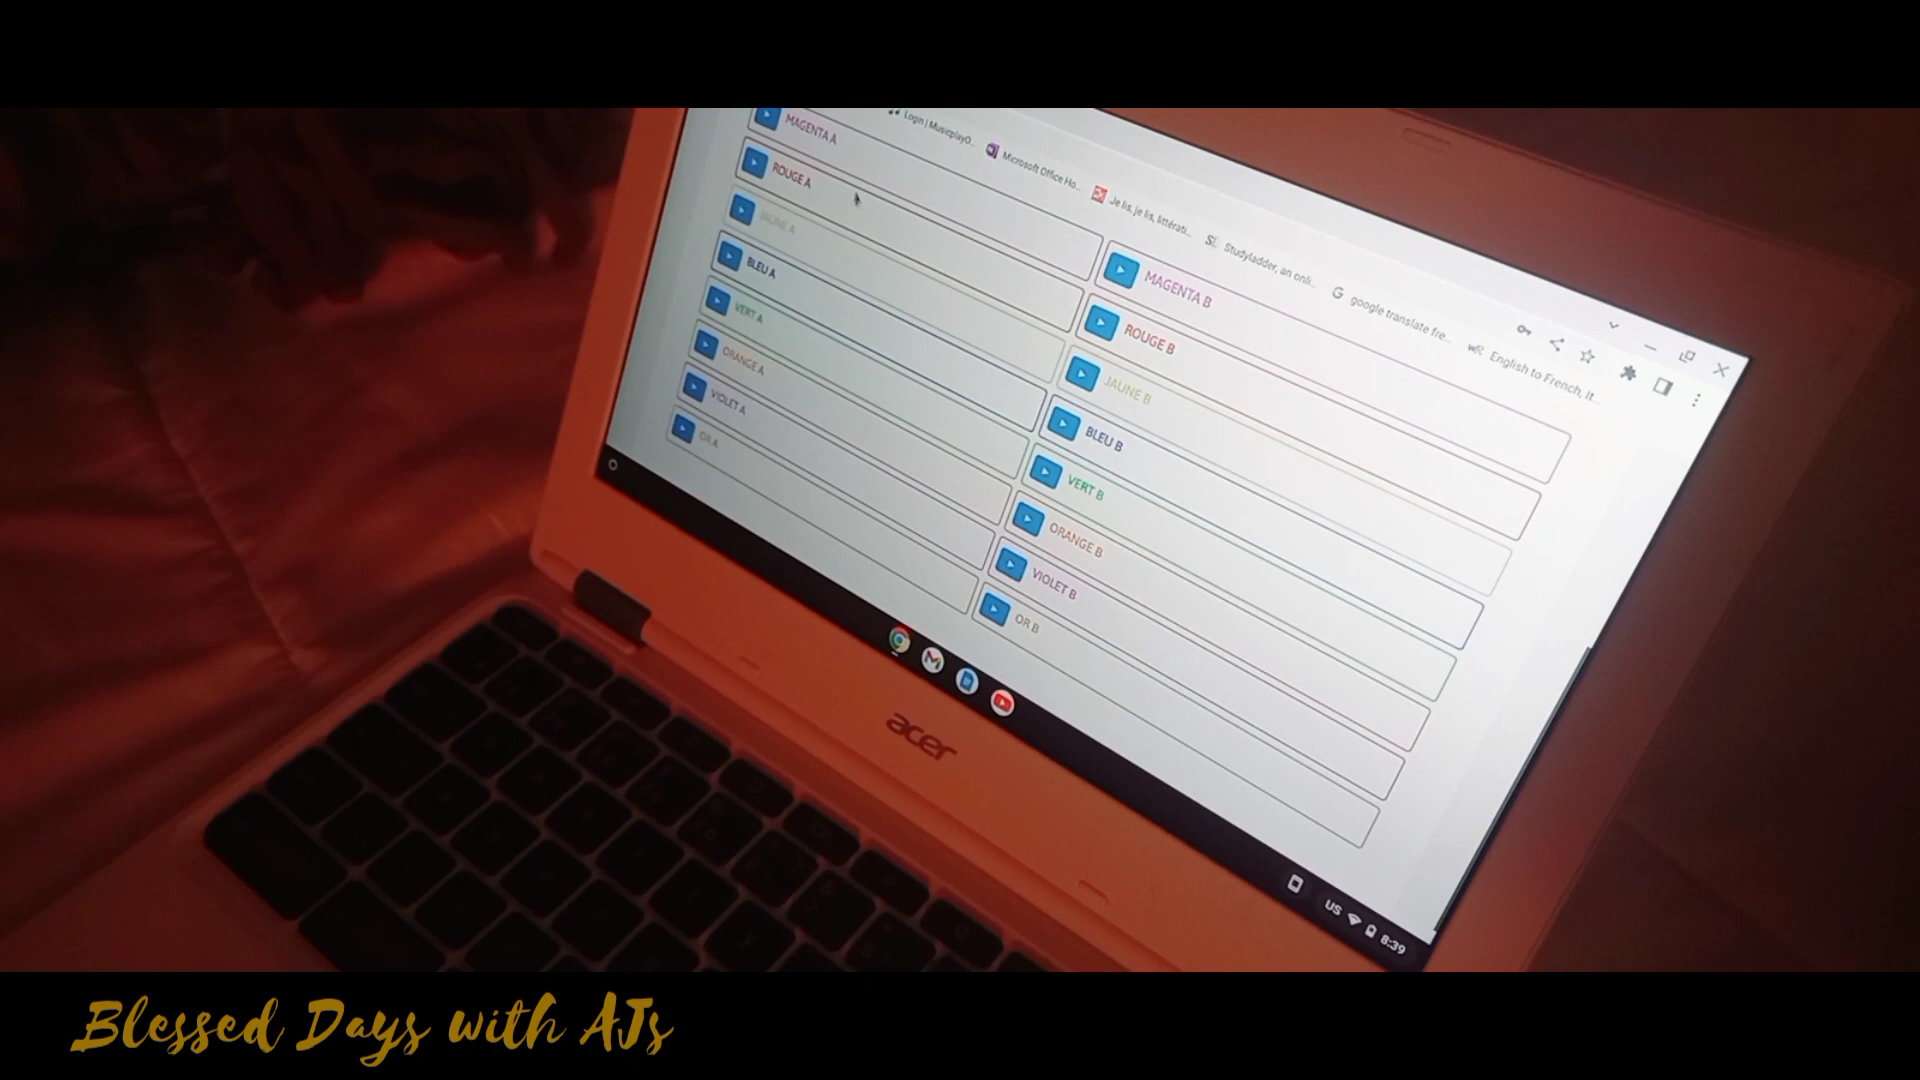 Login | MusicplayO...
Microsoft Office Ho...
Je lis, je lis, littérati...
Studyladder, an onli...
google translate fre...
English to French, It...
MAGENTA A
ROUGE A
JAUNE A
BLEU A
VERT A
ORANGE A
VIOLET A
OR A
MAGENTA B
ROUGE B
JAUNE B
BLEU B
VERT B
ORANGE B
VIOLET B
OR B
US 8:39
acer
Blessed Days with AJs